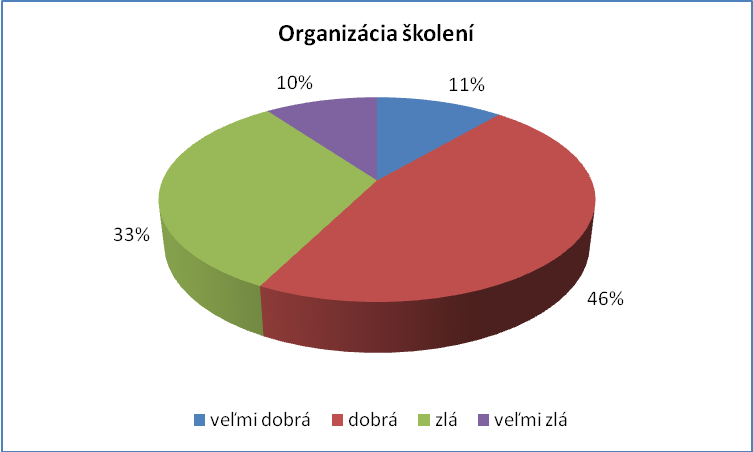 Organizácia školení
10%
11%
33%
46%
veľmi dobrá dobrá zlá veľmi zlá